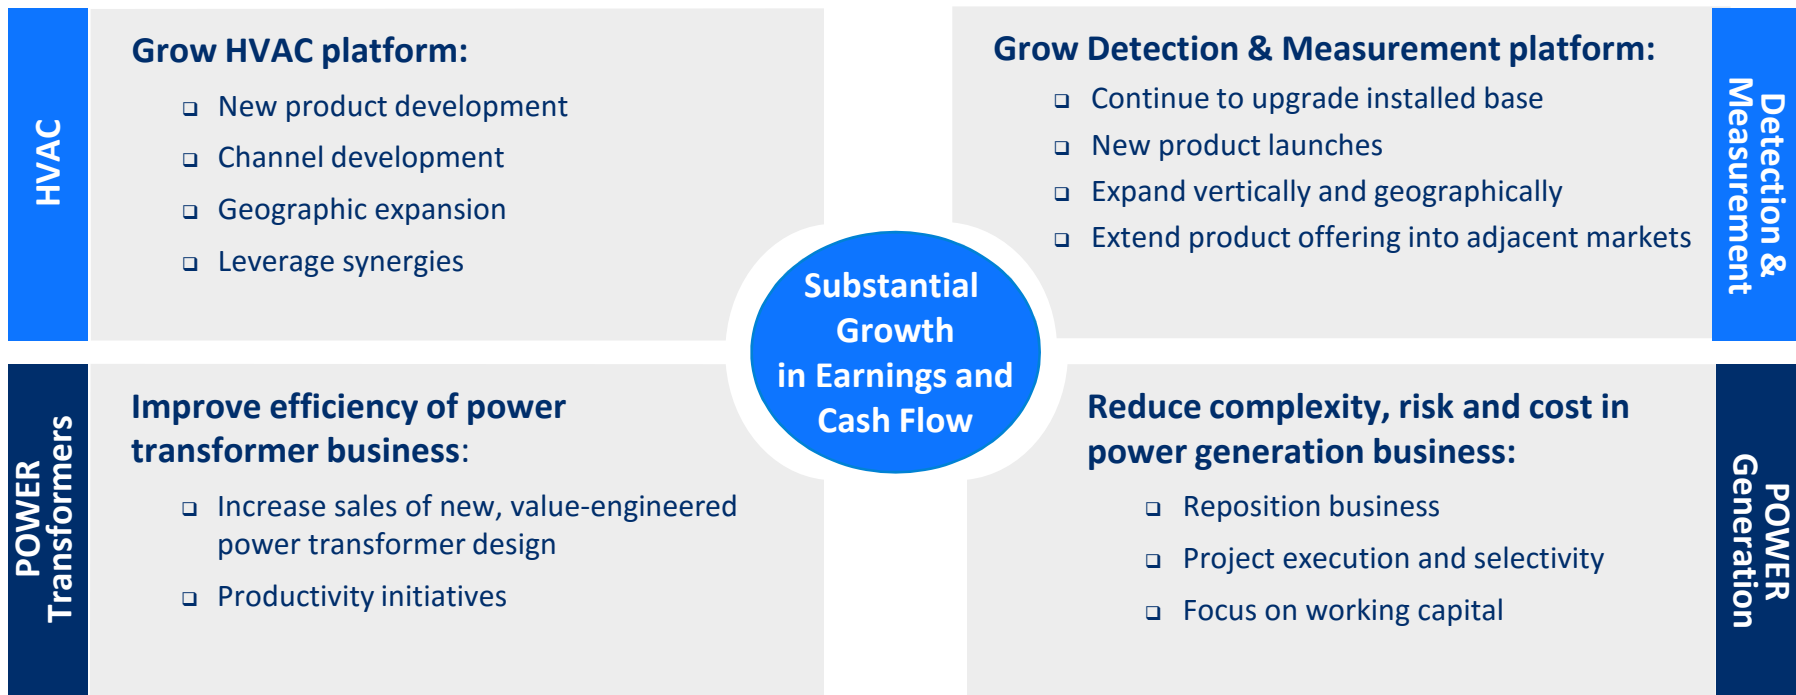 HVAC
Grow HVAC platform:
❑ New product development
❑ Channel development
❑ Geographic expansion
❑ Leverage synergies
Grow Detection & Measurement platform:
❑ Continue to upgrade installed base
❑ New product launches
❑ Expand vertically and geographically
❑ Extend product offering into adjacent markets
Detection &
Measurement
Substantial
Growth
in Earnings and
Cash Flow
POWER
Transformers
Improve efficiency of power
transformer business:
❑ Increase sales of new, value-engineered
power transformer design
❑ Productivity initiatives
Reduce complexity, risk and cost in
power generation business:
❑ Reposition business
❑ Project execution and selectivity
❑ Focus on working capital
POWER
Generation